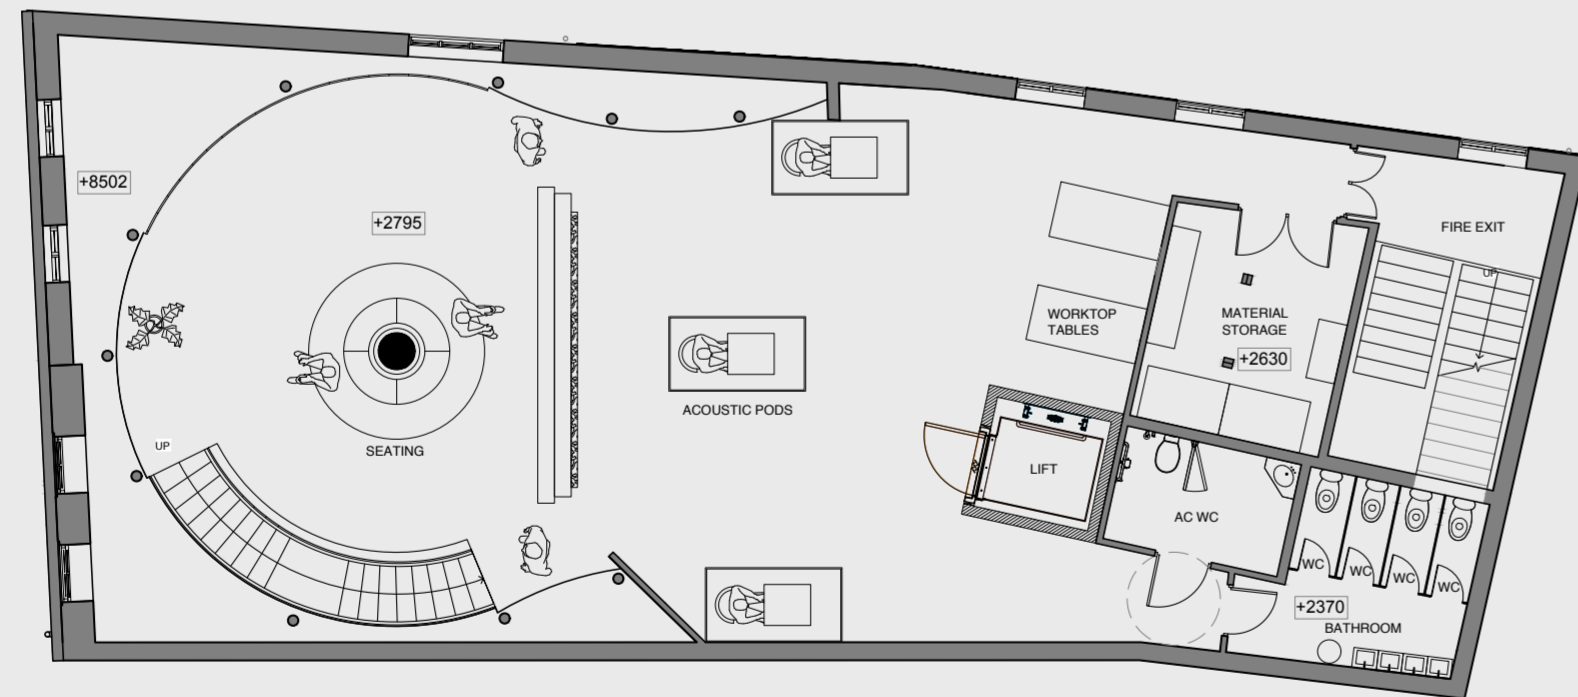 +8502
+2795
FIRE EXIT
UP
WORKTOP
TABLES
MATERIAL
STORAGE
+2630
ACOUSTIC PODS
UP
SEATING
LIFT
AC WC
WC
WC
WC
WC
+2370
BATHROOM